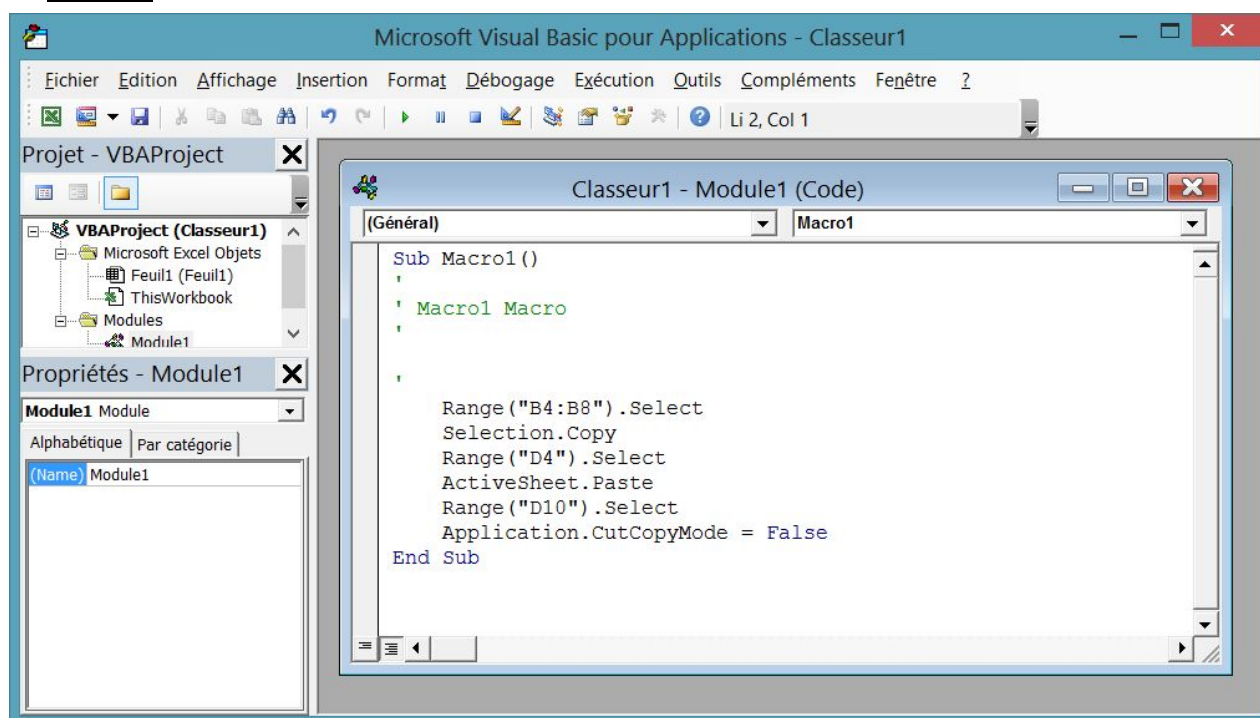 Microsoft Visual Basic pour Applications - Classeur1
Fichier Edition Affichage Insertion Format Débogage Exécution Outils Compléments Fenêtre ?
Li 2, Col 1
Projet - VBAProject
VBAProject (Classeur1)
Microsoft Excel Objets
Feuil1 (Feuil1)
ThisWorkbook
Modules
Module1
Propriétés - Module1
Module1 Module
Alphabétique Par catégorie
(Name) Module1
Classeur1 - Module1 (Code)
(Général) Macro1
Sub Macro1()
'
' Macro1 Macro
'
'
Range("B4:B8").Select
Selection.Copy
Range("D4").Select
ActiveSheet.Paste
Range("D10").Select
Application.CutCopyMode = False
End Sub